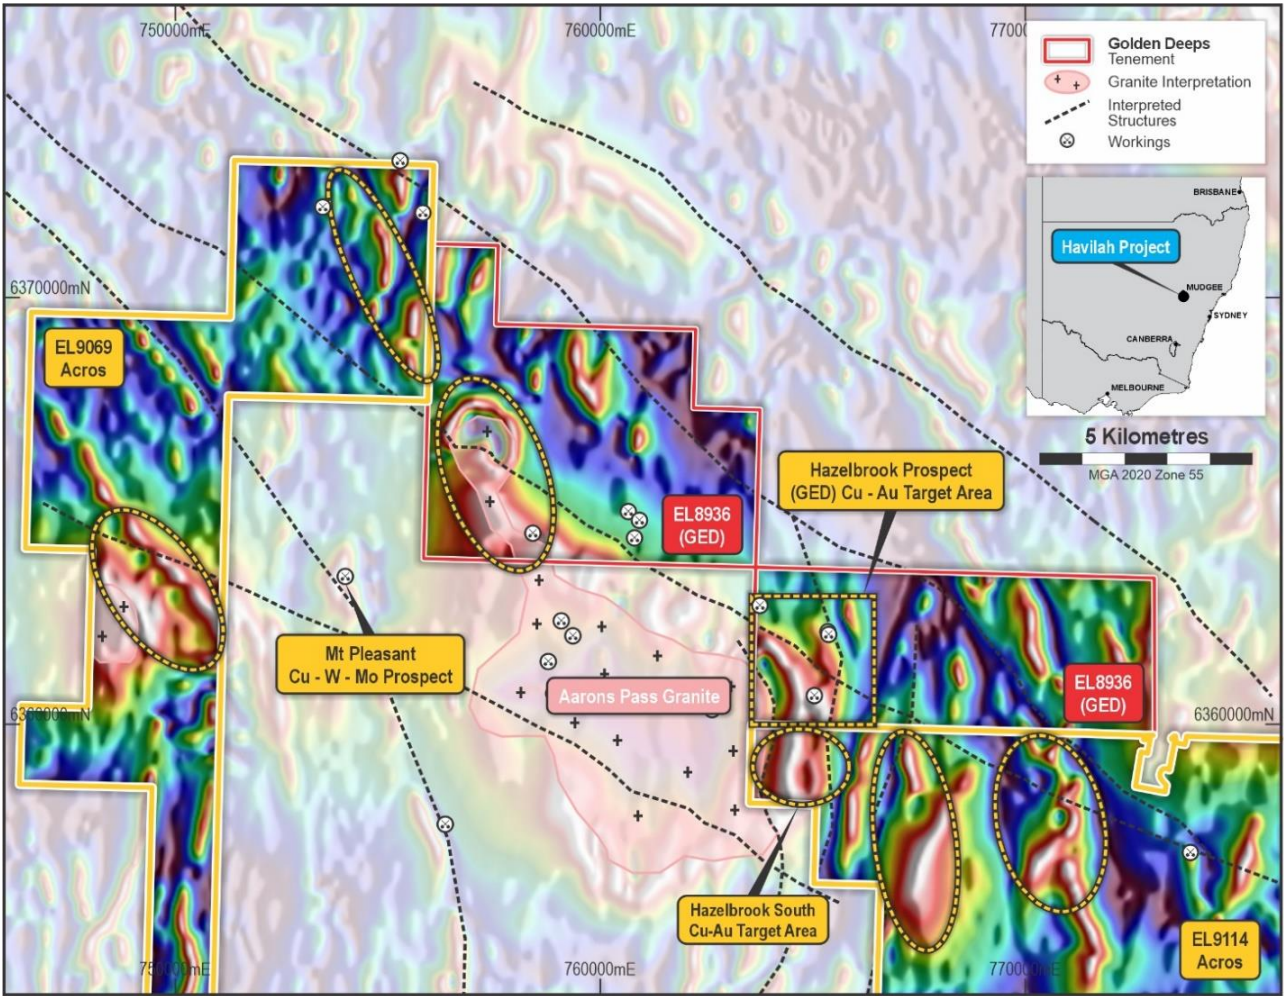 750000mE
760000mE
770000
Golden Deeps
Tenement
Granite Interpretation
Interpreted
Structures
Workings
BRISBANE
Havilah Project
MUDGEE
SYDNEY
CANBERRA
MELBOURNE
6370000mN
EL9069
Acros
5 Kilometres
MGA 2020 Zone 55
Hazelbrook Prospect
(GED) Cu - Au Target Area
EL8936
(GED)
Mt Pleasant
Cu - W - Mo Prospect
Aarons Pass Granite
EL8936
(GED)
6360000mN
6360000mN
Hazelbrook South
Cu-Au Target Area
EL9114
Acros
750000mE
760000mE
770000mE